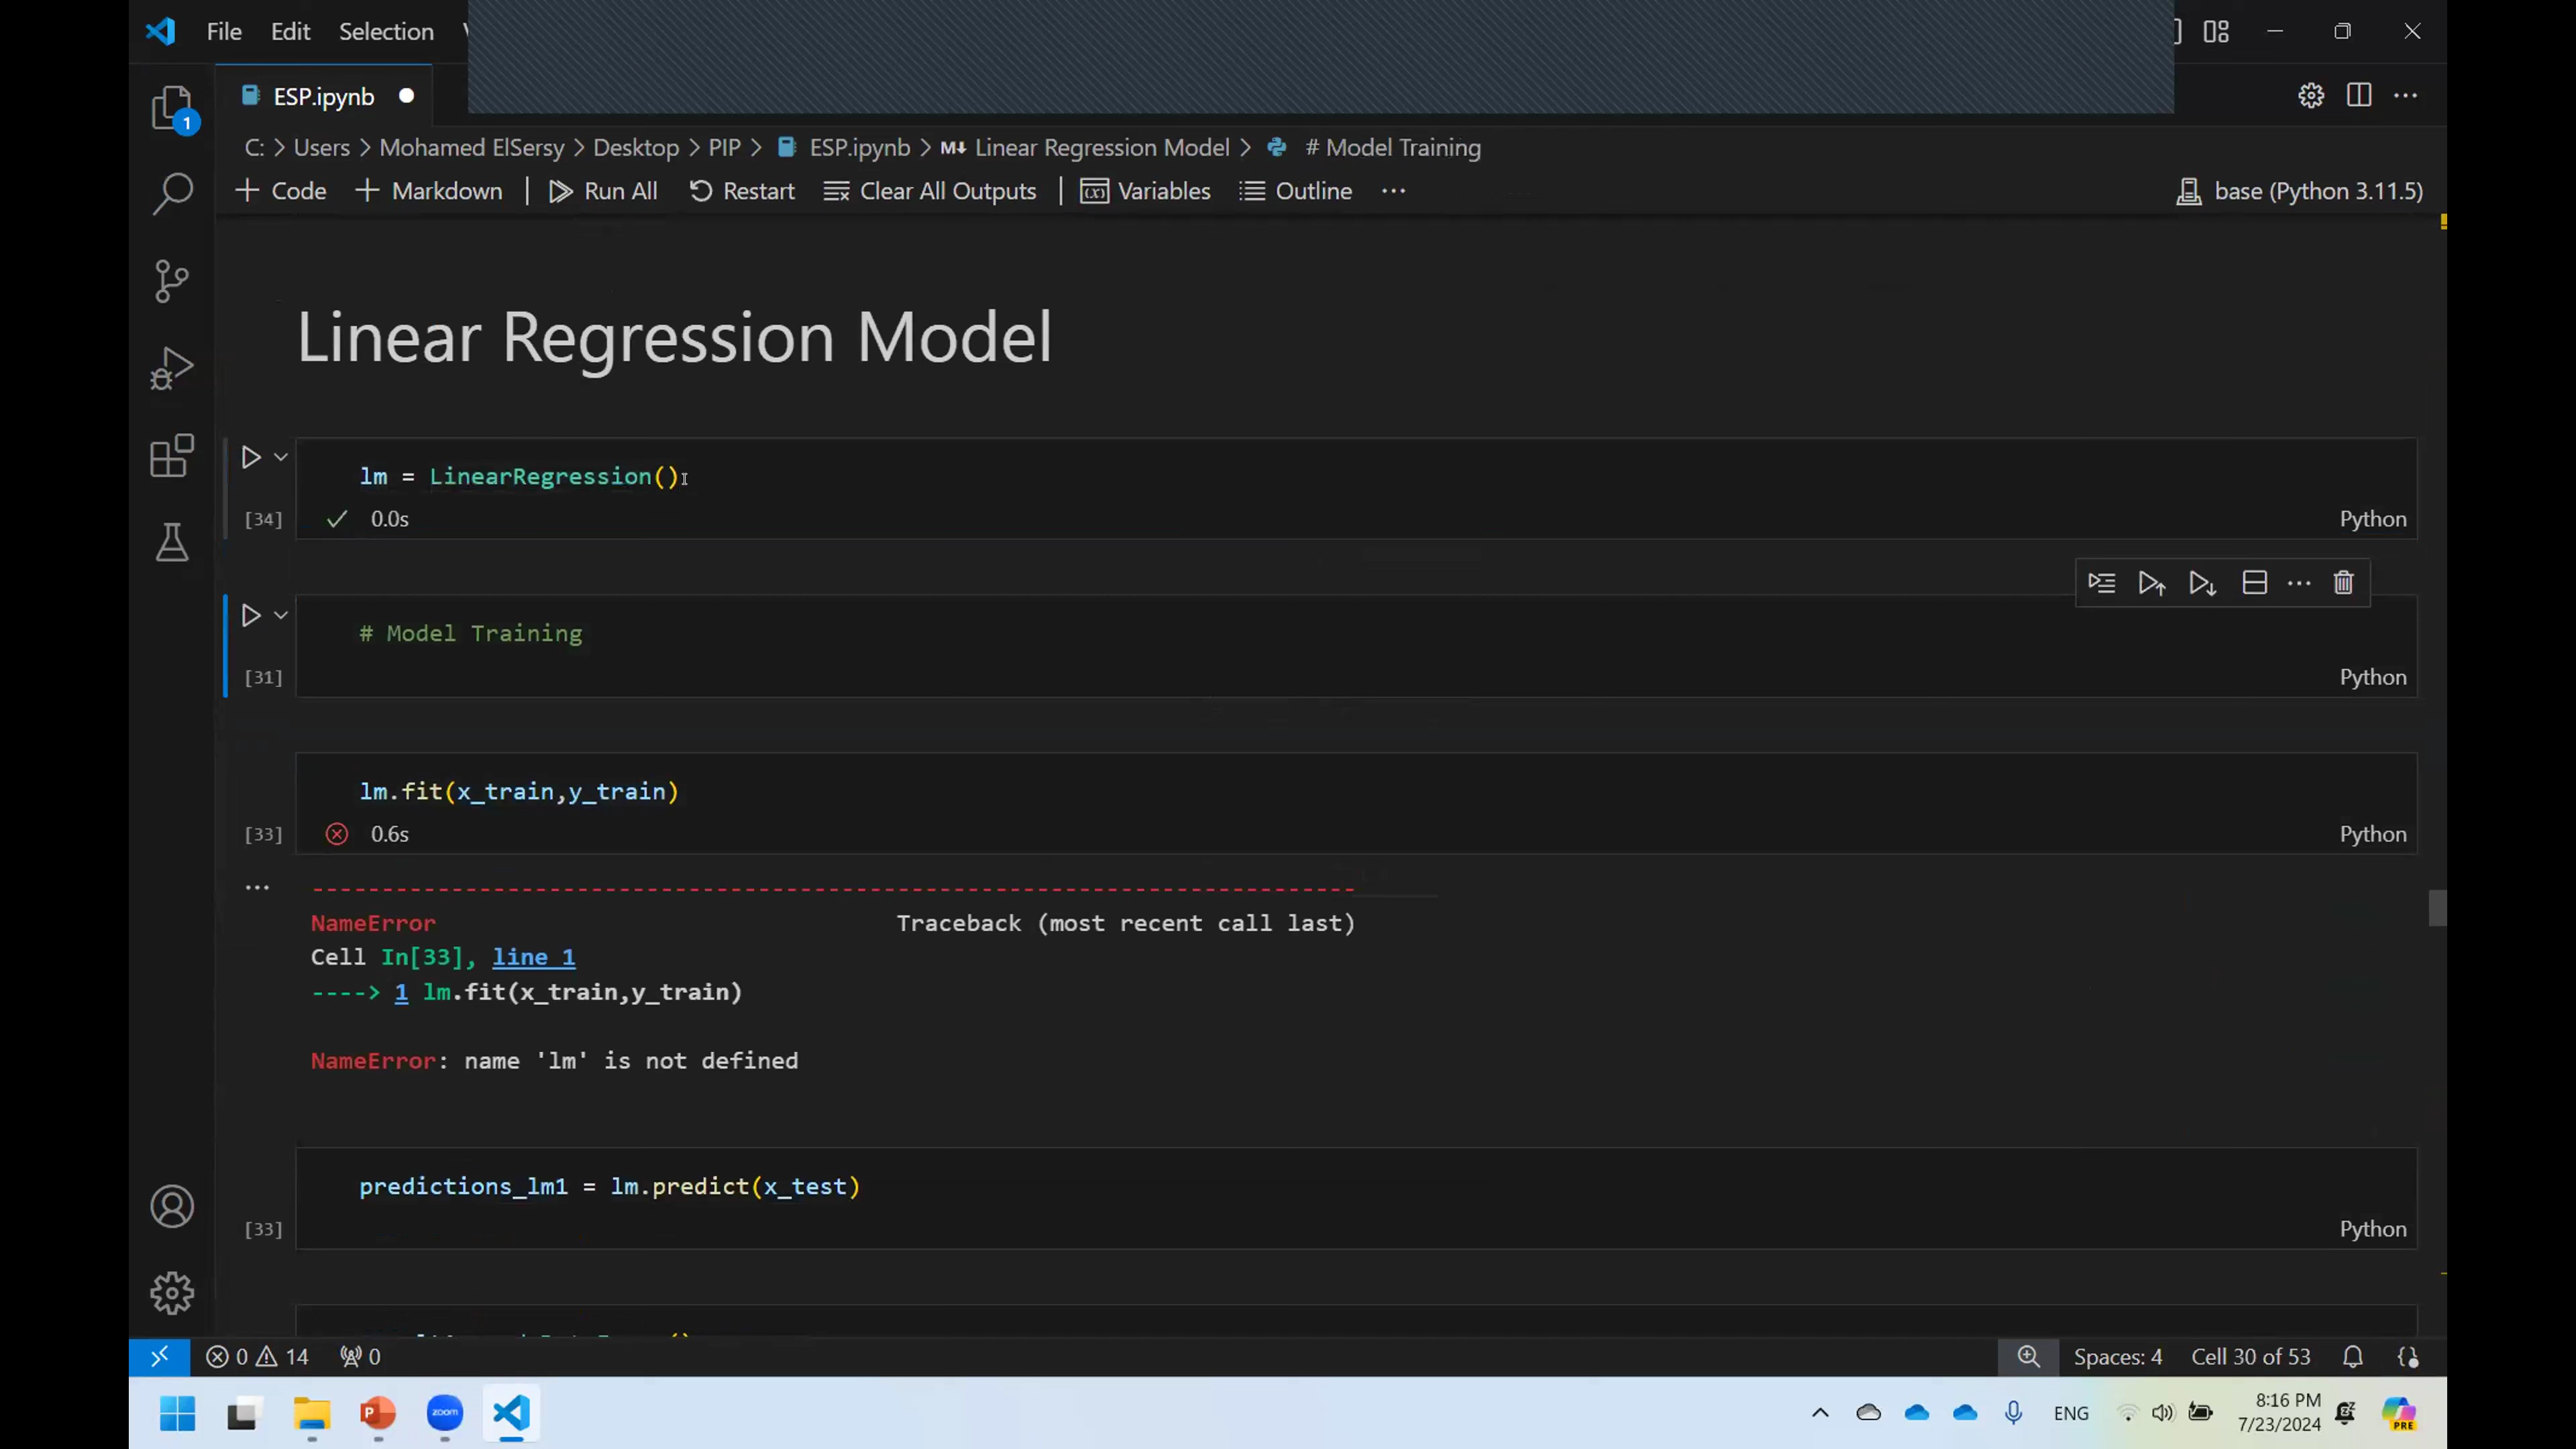 File Edit Selection
ESP.ipynb
1
C: > Users > Mohamed ElSersy > Desktop > PIP > ESP.ipynb > M↓ Linear Regression Model > # Model Training
+ Code + Markdown | Run All Restart Clear All Outputs | Variables Outline ...
base (Python 3.11.5)
Linear Regression Model
lm = LinearRegression()
[34] 0.0s Python
# Model Training
[31] Python
lm.fit(x_train,y_train)
[33] 0.6s Python
---------------------------------------------------------------------------
NameError Traceback (most recent call last)
Cell In[33], line 1
----> 1 lm.fit(x_train,y_train)
NameError: name 'lm' is not defined
predictions_lm1 = lm.predict(x_test)
[33] Python
0 14 0 Spaces: 4 Cell 30 of 53
zoom
ENG
8:16 PM
7/23/2024
PRE